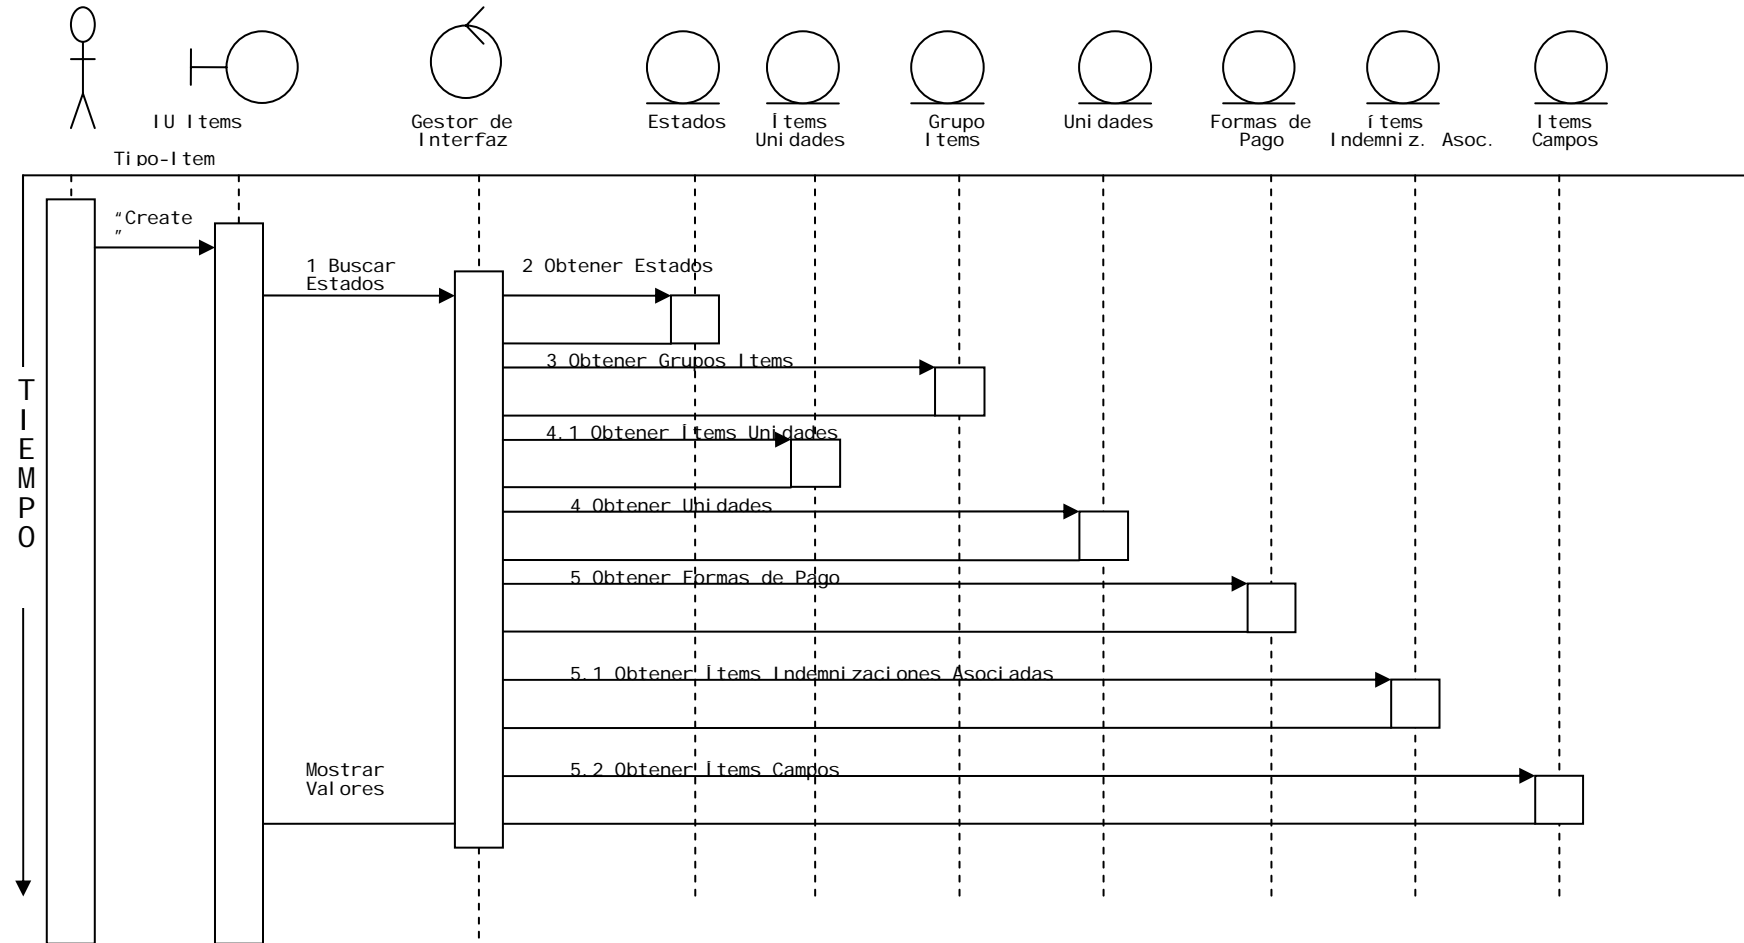 IU Items
Gestor de
Interfaz
Estados
Ítems
Unidades
Grupo
Items
Unidades
Formas de
Pago
ítems
Indemniz. Asoc.
Items
Campos
Tipo-Item
“Create
”
1 Buscar
Estados
2 Obtener Estados
3 Obtener Grupos Items
TIEMPO
4.1 Obtener Ítems Unidades
4 Obtener Unidades
5 Obtener Formas de Pago
5.1 Obtener Ítems Indemnizaciones Asociadas
Mostrar
Valores
5.2 Obtener Ítems Campos